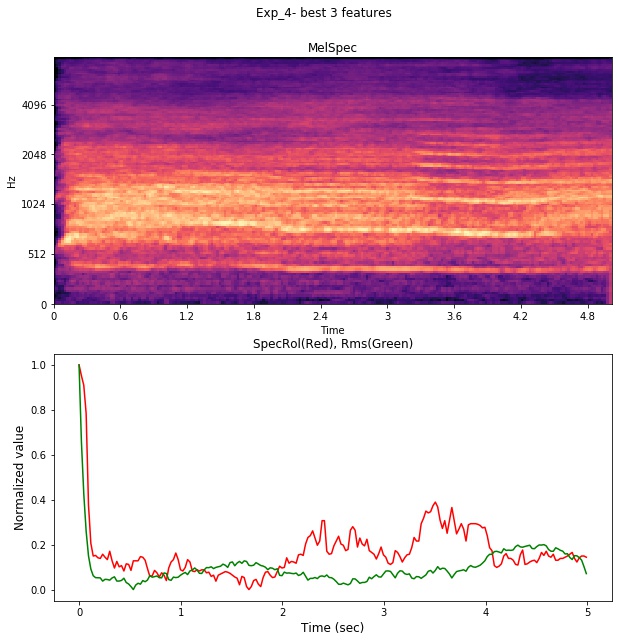 Exp_4- best 3 features
MelSpec
4096
2048
Hz
1024
512
0
0 0.6 1.2 1.8 2.4 3 3.6 4.2 4.8
Time
SpecRol(Red), Rms(Green)
1.0
0.8
0.6
Normalized value
0.4
0.2
0.0
0 1 2 3 4 5
Time (sec)